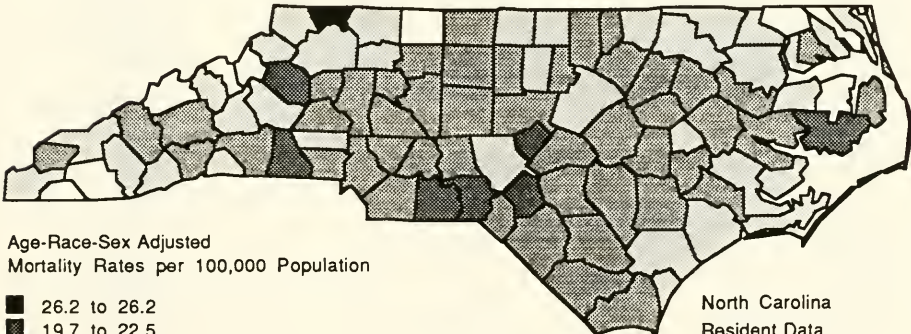 Age-Race-Sex Adjusted
Mortality Rates per 100,000 Population
26.2 to 26.2
19.7 to 22.5
North Carolina
Resident Data